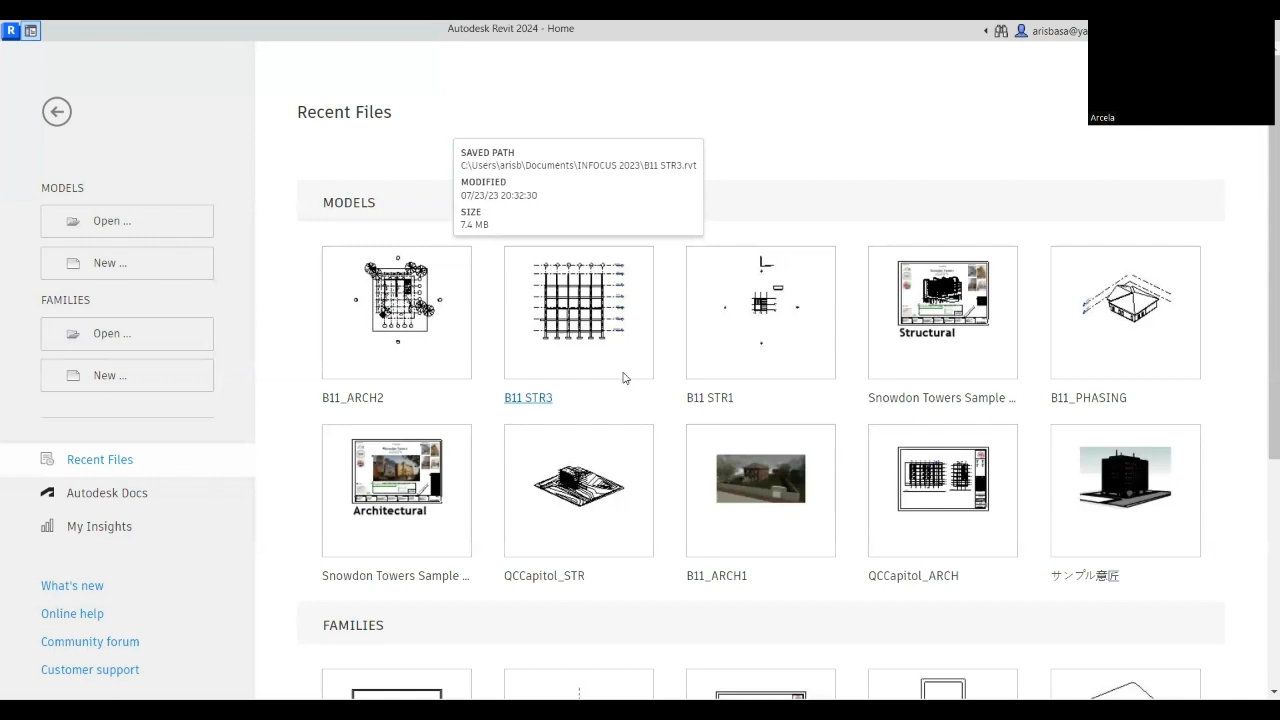 R
Autodesk Revit 2024 - Home
arisbasa@ya
Arcela
Recent Files
SAVED PATH
C:\Users\arisb\Documents\INFOCUS 2023\B11 STR3.rvt
MODIFIED
07/23/23 20:32:30
SIZE
7.4 MB
MODELS
Open ...
New ...
FAMILIES
Open ...
New ...
Recent Files
Autodesk Docs
My Insights
What's new
Online help
Community forum
Customer support
MODELS
Structural
B11_ARCH2
B11 STR3
B11 STR1
Snowdon Towers Sample ...
B11_PHASING
Architectural
Snowdon Towers Sample ...
QCCapitol_STR
B11_ARCH1
QCCapitol_ARCH
サンプル意匠
FAMILIES